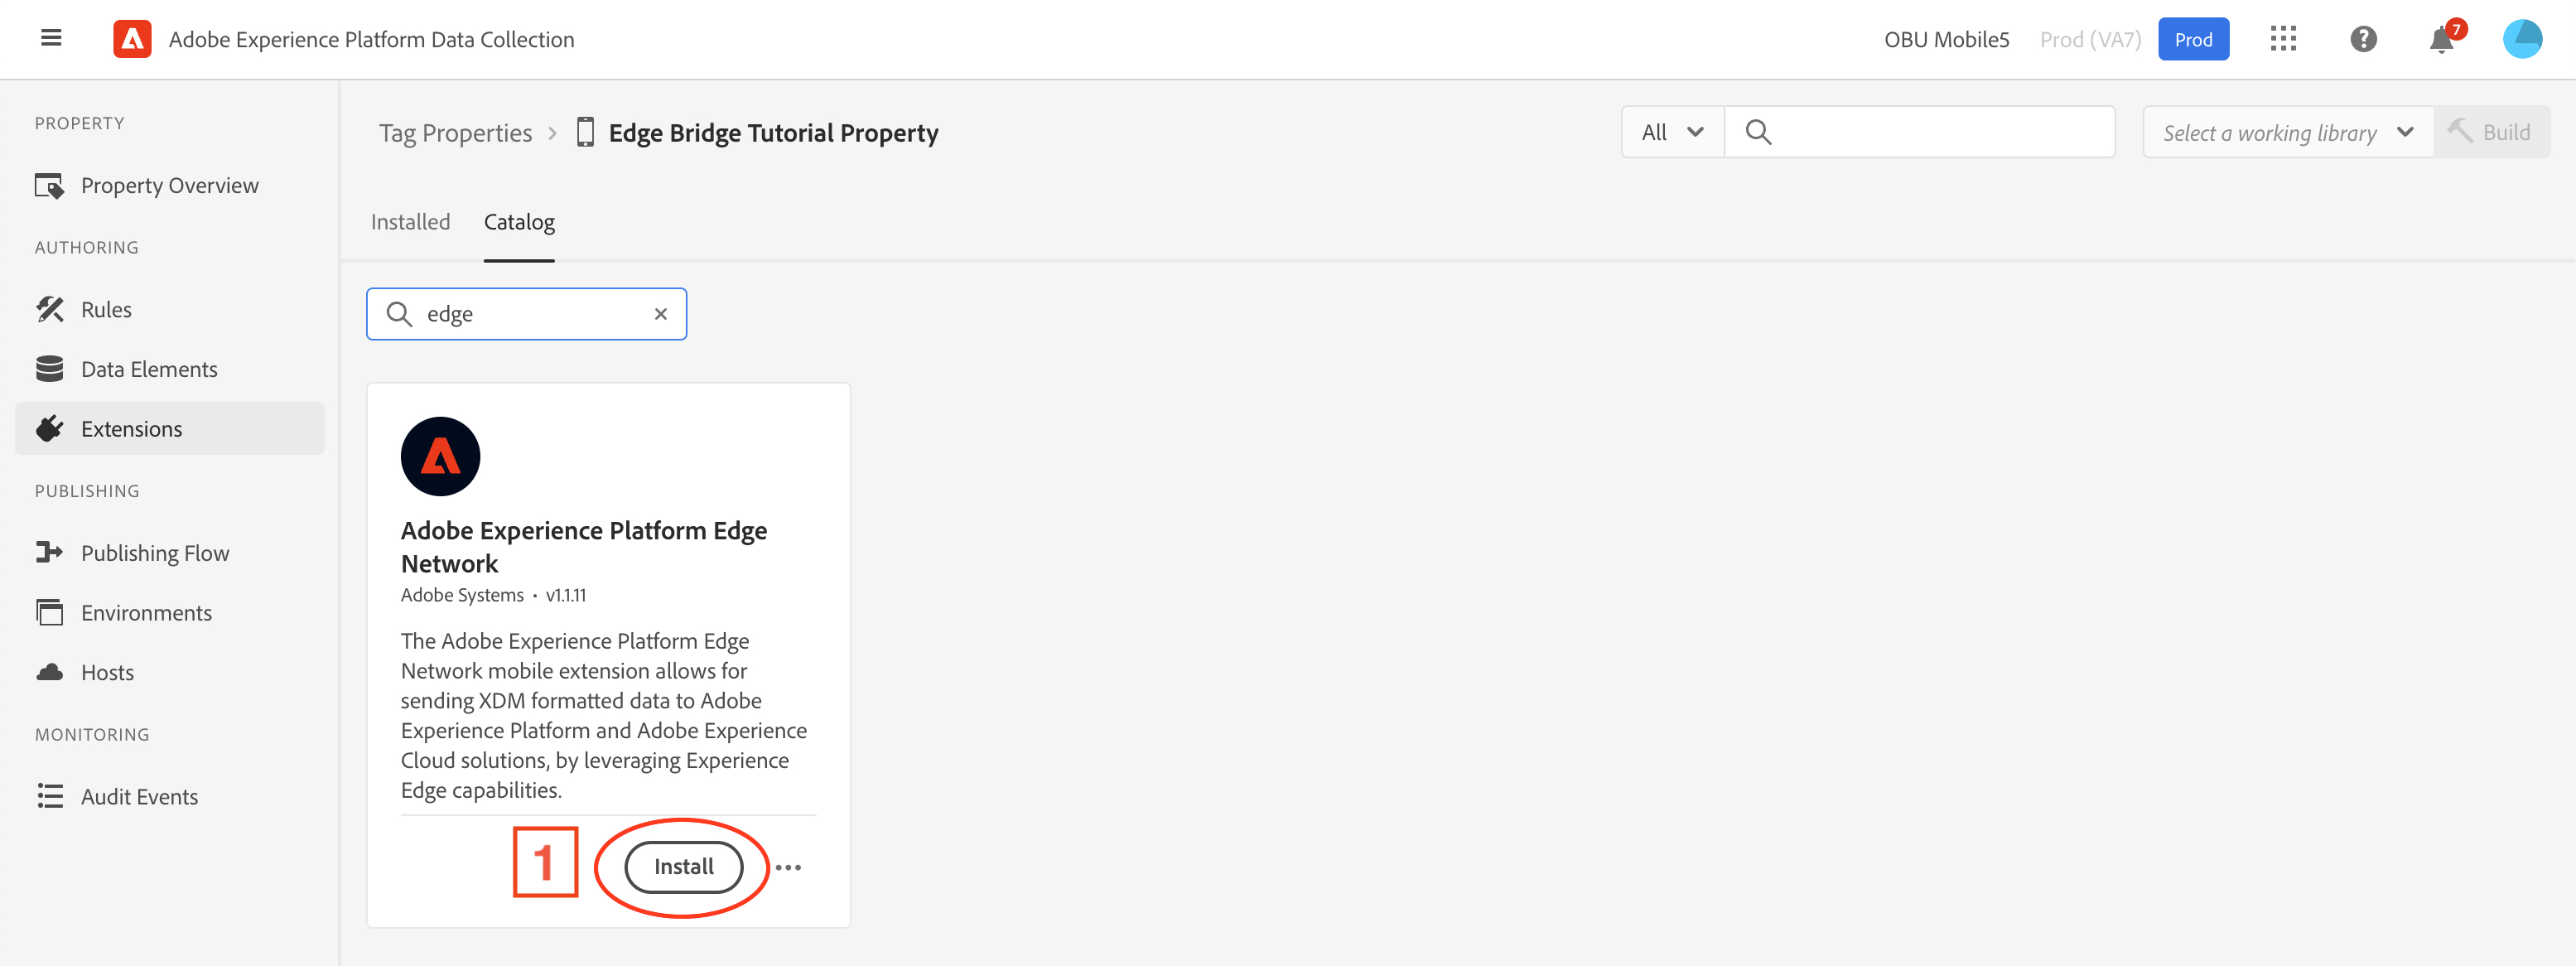 Adobe Experience Platform Data Collection
OBU Mobile5
Prod (VA7)
Prod
7
PROPERTY
Property Overview
AUTHORING
Rules
Data Elements
Extensions
PUBLISHING
Publishing Flow
Environments
Hosts
MONITORING
Audit Events
Tag Properties > Edge Bridge Tutorial Property
All
Select a working library
Build
Installed
Catalog
edge
Adobe Experience Platform Edge
Network
Adobe Systems • v1.1.11
The Adobe Experience Platform Edge
Network mobile extension allows for
sending XDM formatted data to Adobe
Experience Platform and Adobe Experience
Cloud solutions, by leveraging Experience
Edge capabilities.
1
Install